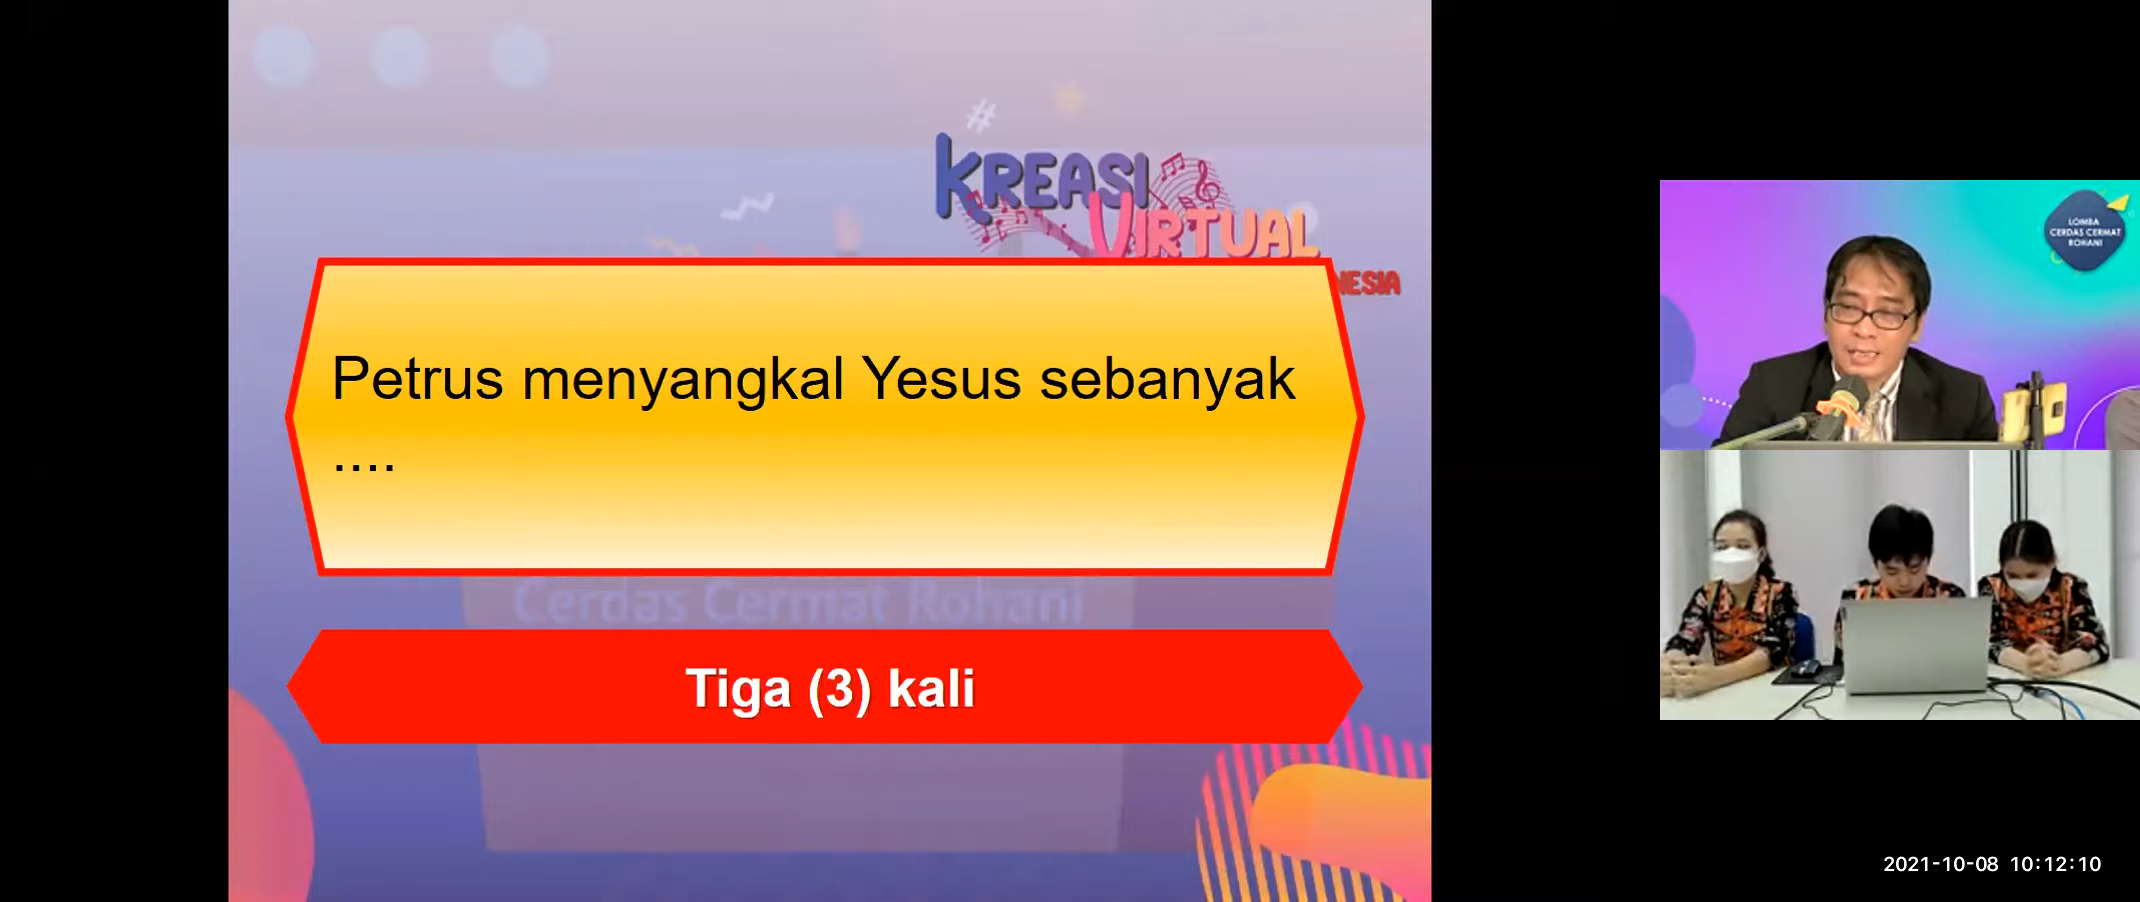 #
KREASI
VIRTUAL
NESIA
Petrus menyangkal Yesus sebanyak
....
Cerdas Cermat Rohani
Tiga (3) kali
LOMBA
CERDAS CERMAT
ROHANI
2021-10-08 10:12:10